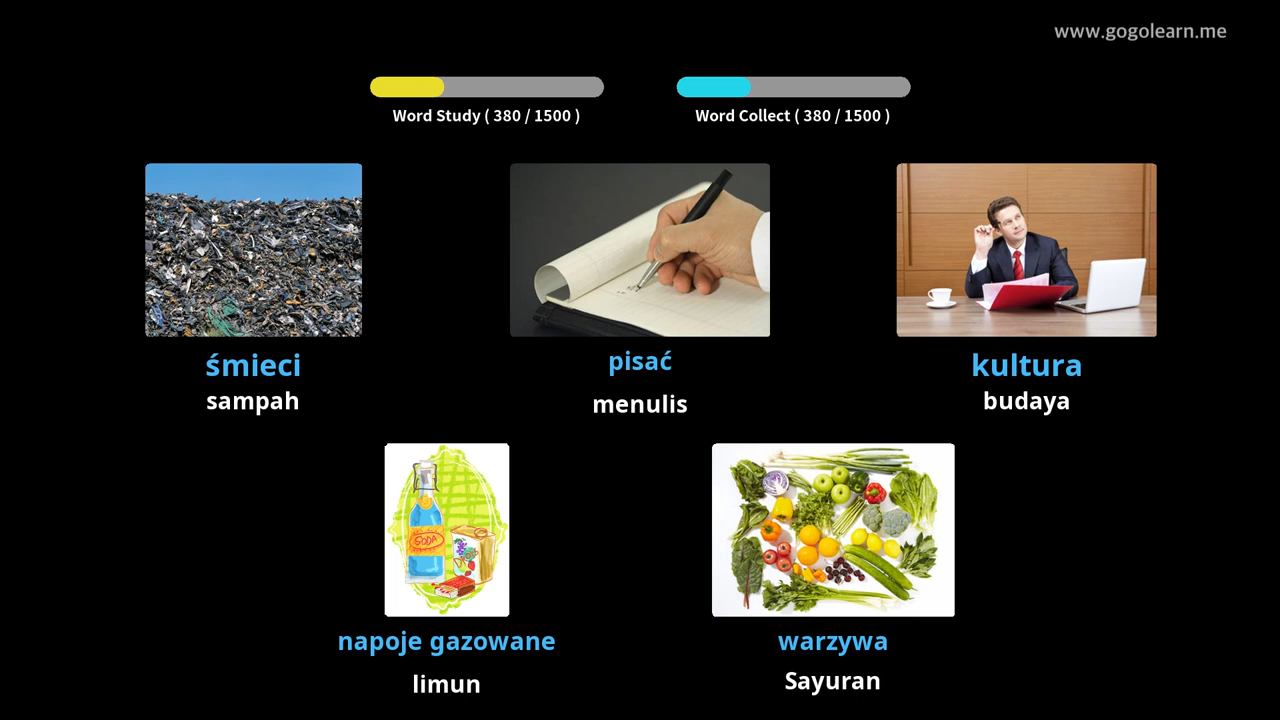 www.gogolearn.me
Word Study ( 380 / 1500 )
Word Collect ( 380 / 1500 )
śmieci
sampah
pisać
menulis
kultura
budaya
SODA
napoje gazowane
limun
warzywa
Sayuran